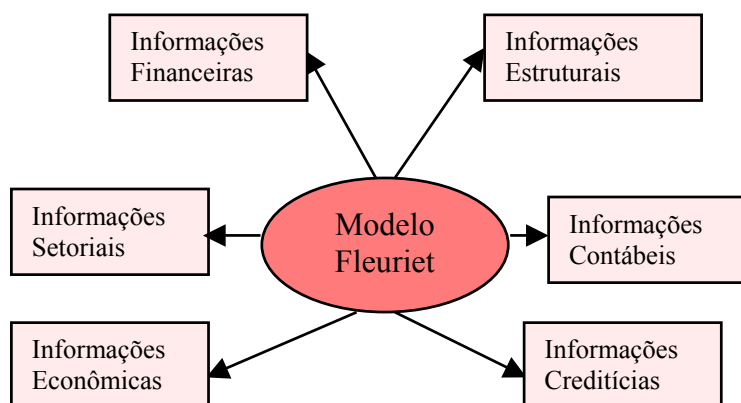 Informações
Financeiras
Informações
Estruturais
Informações
Setoriais
Modelo
Fleuriet
Informações
Contábeis
Informações
Econômicas
Informações
Creditícias